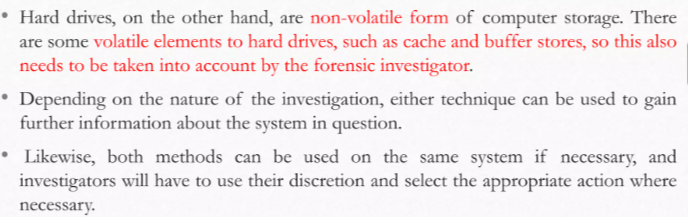 • Hard drives, on the other hand, are non-volatile form of computer storage. There
are some volatile elements to hard drives, such as cache and buffer stores, so this also
needs to be taken into account by the forensic investigator.
• Depending on the nature of the investigation, either technique can be used to gain
further information about the system in question.
• Likewise, both methods can be used on the same system if necessary, and
investigators will have to use their discretion and select the appropriate action where
necessary.